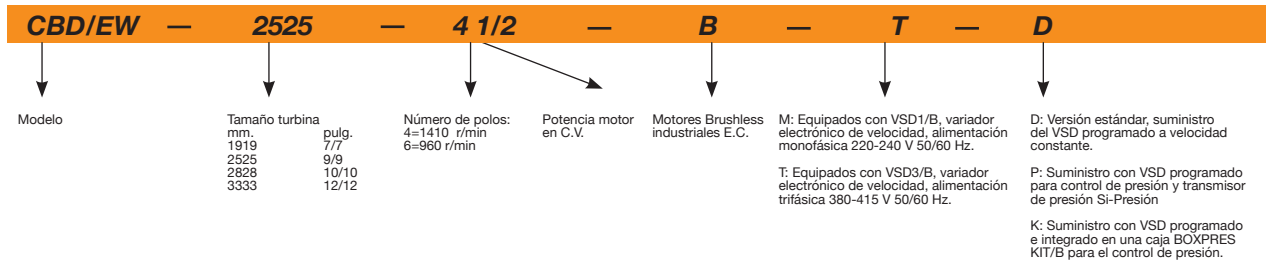 CBD/EW — 2525 — 4 1/2 — B — T — D
Modelo
Tamaño turbina
mm. pulg.
1919 7/7
2525 9/9
2828 10/10
3333 12/12
Número de polos:
4=1410 r/min
6=960 r/min
Potencia motor
en C.V.
Motores Brushless
industriales E.C.
M: Equipados con VSD1/B, variador
electrónico de velocidad, alimentación
monofásica 220-240 V 50/60 Hz.
T: Equipados con VSD3/B, variador
electrónico de velocidad, alimentación
trifásica 380-415 V 50/60 Hz.
D: Versión estándar, suministro
del VSD programado a velocidad
constante.
P: Suministro con VSD programado
para control de presión y transmisor
de presión Si-Presión
K: Suministro con VSD programado
e integrado en una caja BOXPRES
KIT/B para el control de presión.